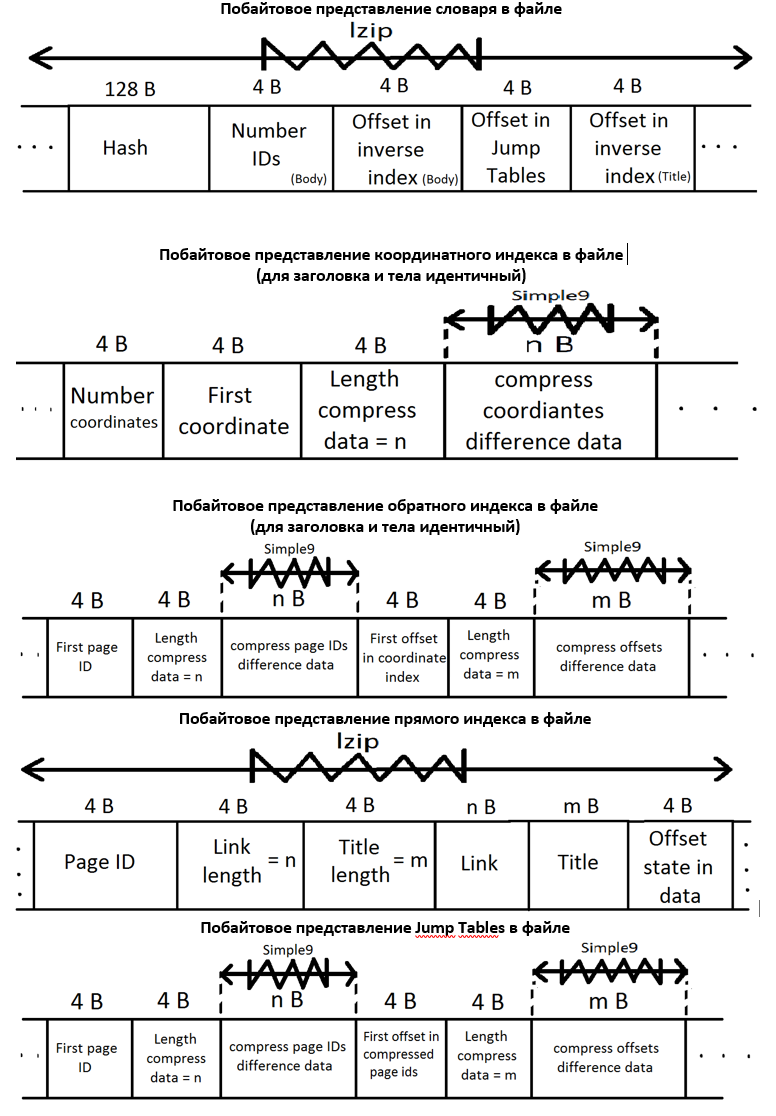 Побайтовое представление словаря в файле
lzip
128 B 4 B 4 B 4 B 4 B
. . . Hash Number IDs (Body) Offset in inverse index (Body) Offset in Jump Tables Offset in inverse index (Title) . . .
Побайтовое представление координатного индекса в файле
(для заголовка и тела идентичный)
Simple9
4 B 4 B 4 B n B
. . . Number coordinates First coordinate Length compress data = n compress coordiantes difference data . . .
Побайтовое представление обратного индекса в файле
(для заголовка и тела идентичный)
Simple9 Simple9
4 B 4 B n B 4 B 4 B m B
. . First page ID Length compress data = n compress page IDs difference data First offset in coordinate index Length compress data = m compress offsets difference data . . . .
Побайтовое представление прямого индекса в файле
lzip
4 B 4 B 4 B n B m B 4 B
Page ID Link length = n Title length = m Link Title Offset state in data
Побайтовое представление Jump Tables в файле
Simple9 Simple9
4 B 4 B n B 4 B 4 B m B
. . First page ID Length compress data = n compress page IDs difference data First offset in compressed page ids Length compress data = m compress offsets difference data . . . .